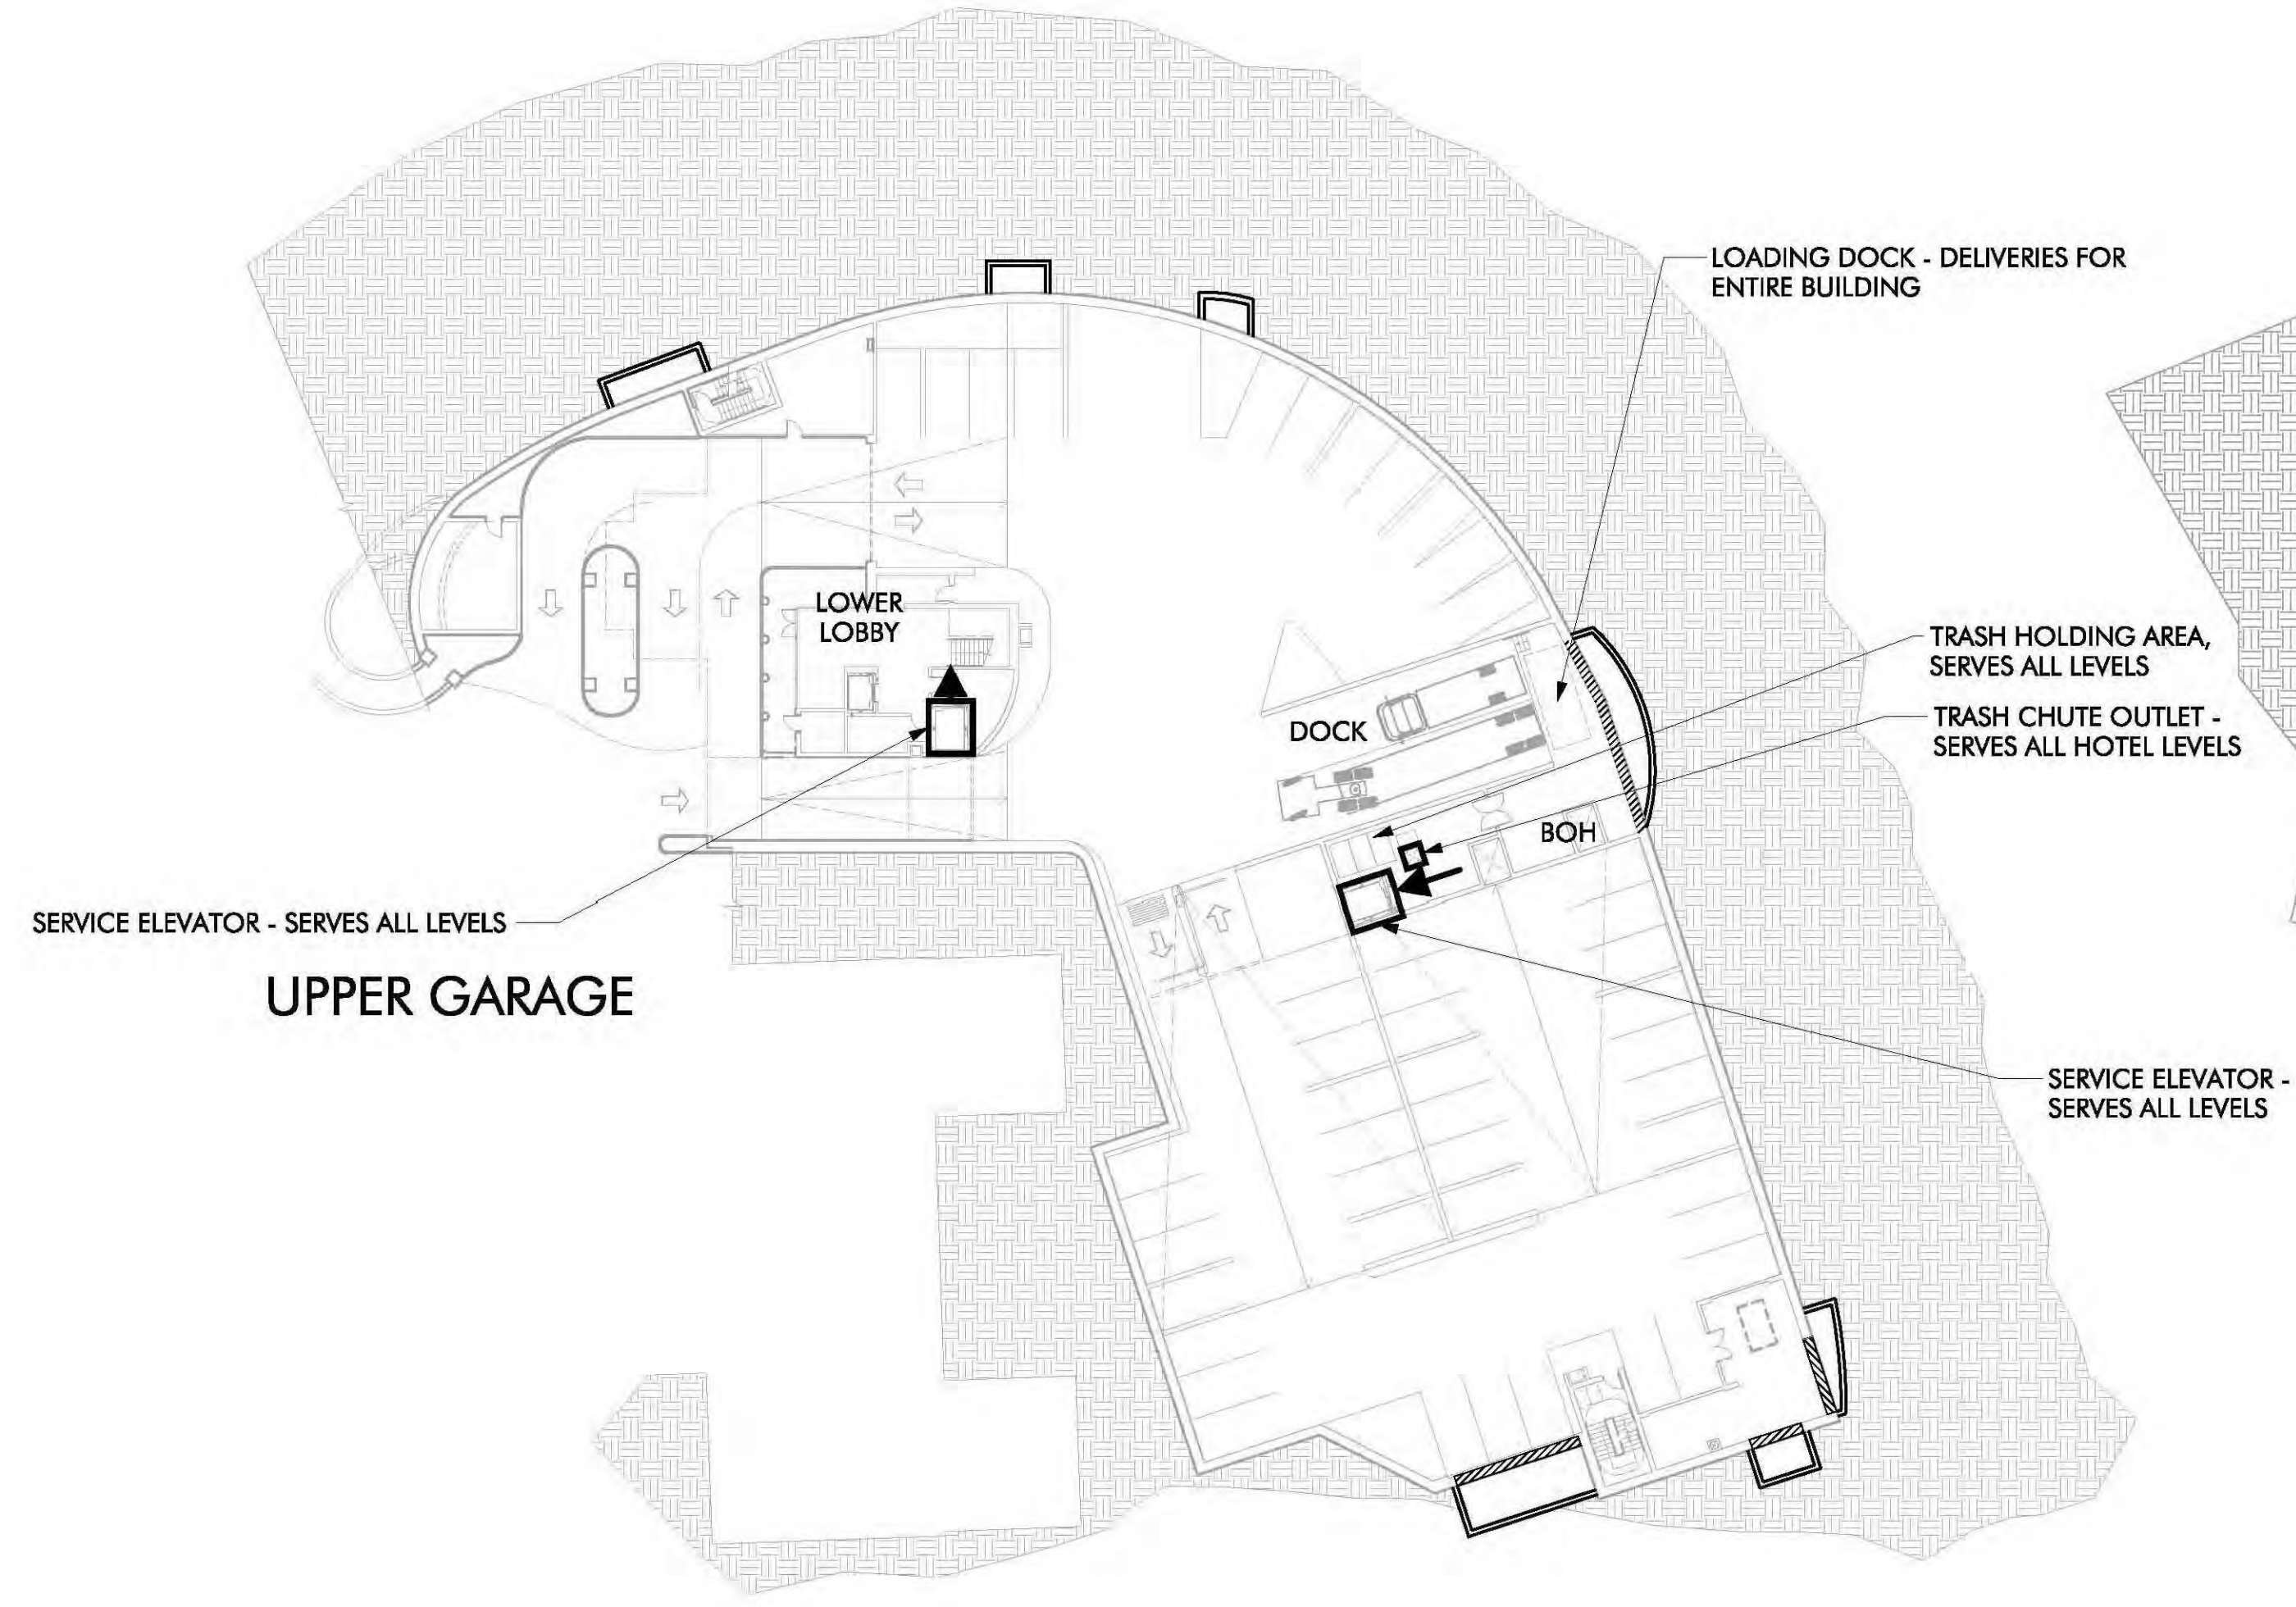 LOADING DOCK - DELIVERIES FOR
ENTIRE BUILDING
LOWER
LOBBY
TRASH HOLDING AREA,
SERVES ALL LEVELS
TRASH CHUTE OUTLET -
SERVES ALL HOTEL LEVELS
DOCK
BOH
SERVICE ELEVATOR - SERVES ALL LEVELS
UPPER GARAGE
SERVICE ELEVATOR -
SERVES ALL LEVELS